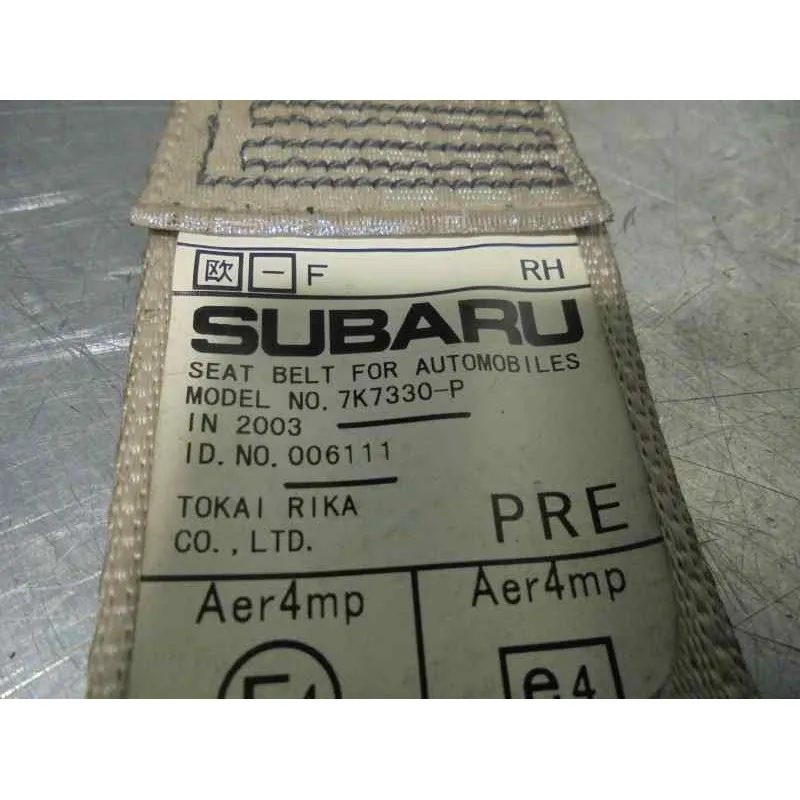 欧 一 F RH
SUBARU
SEAT BELT FOR AUTOMOBILES
MODEL NO. 7K7330-P
IN 2003
ID. NO. 006111
TOKAI RIKA
CO., LTD.
PRE
Aer4mp Aer4mp
E4 e4